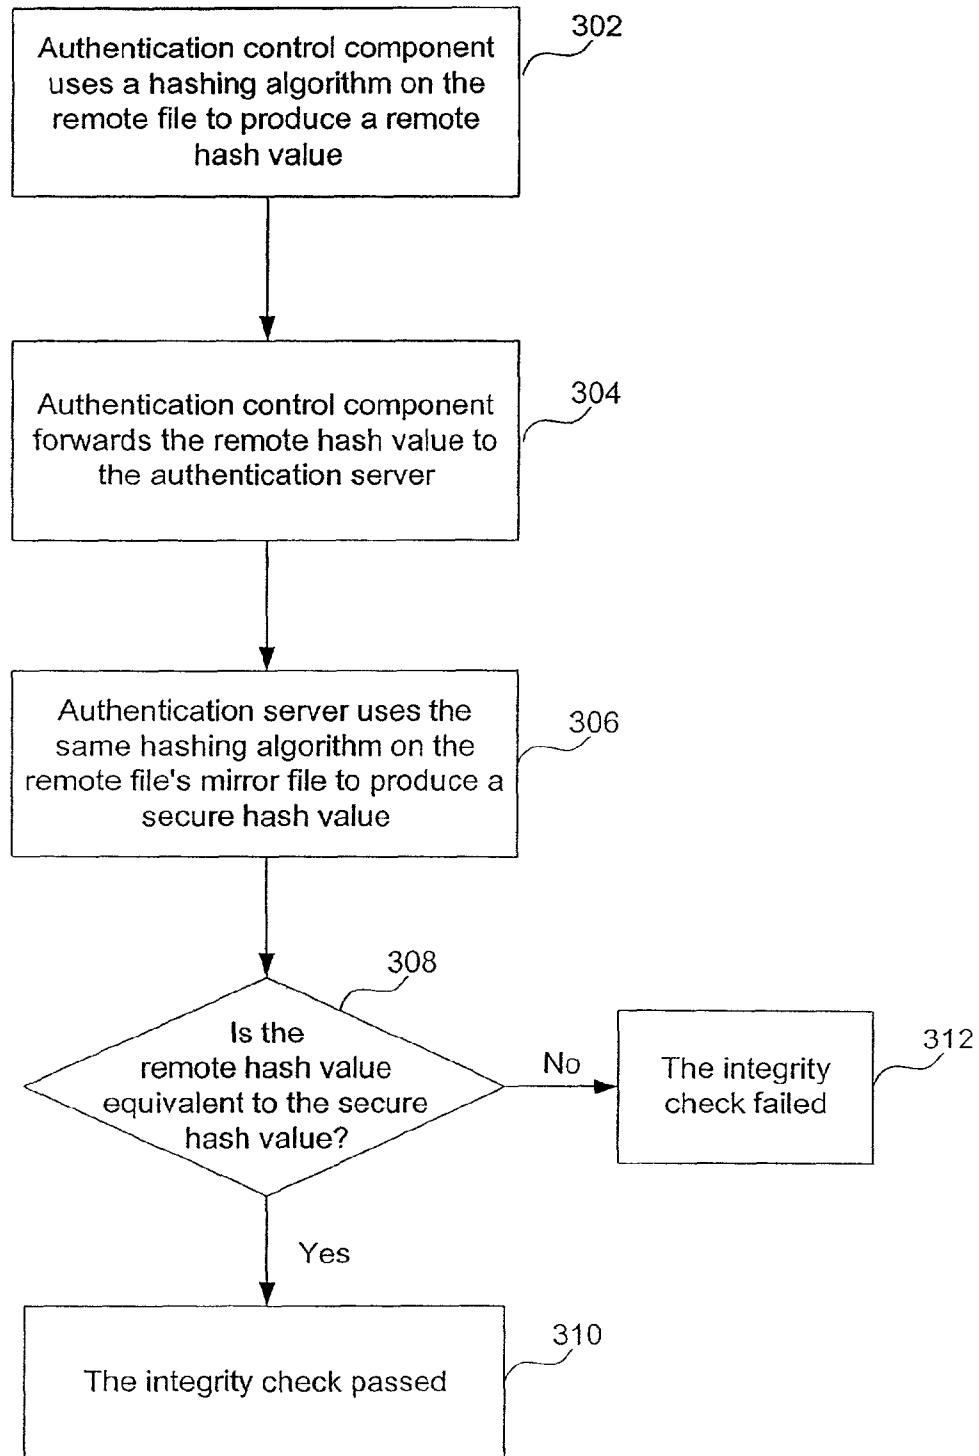 302
Authentication control component
uses a hashing algorithm on the
remote file to produce a remote
hash value
304
Authentication control component
forwards the remote hash value to
the authentication server
306
Authentication server uses the
same hashing algorithm on the
remote file's mirror file to produce a
secure hash value
308
Is the
remote hash value
equivalent to the secure
hash value?
No
312
The integrity
check failed
Yes
310
The integrity check passed